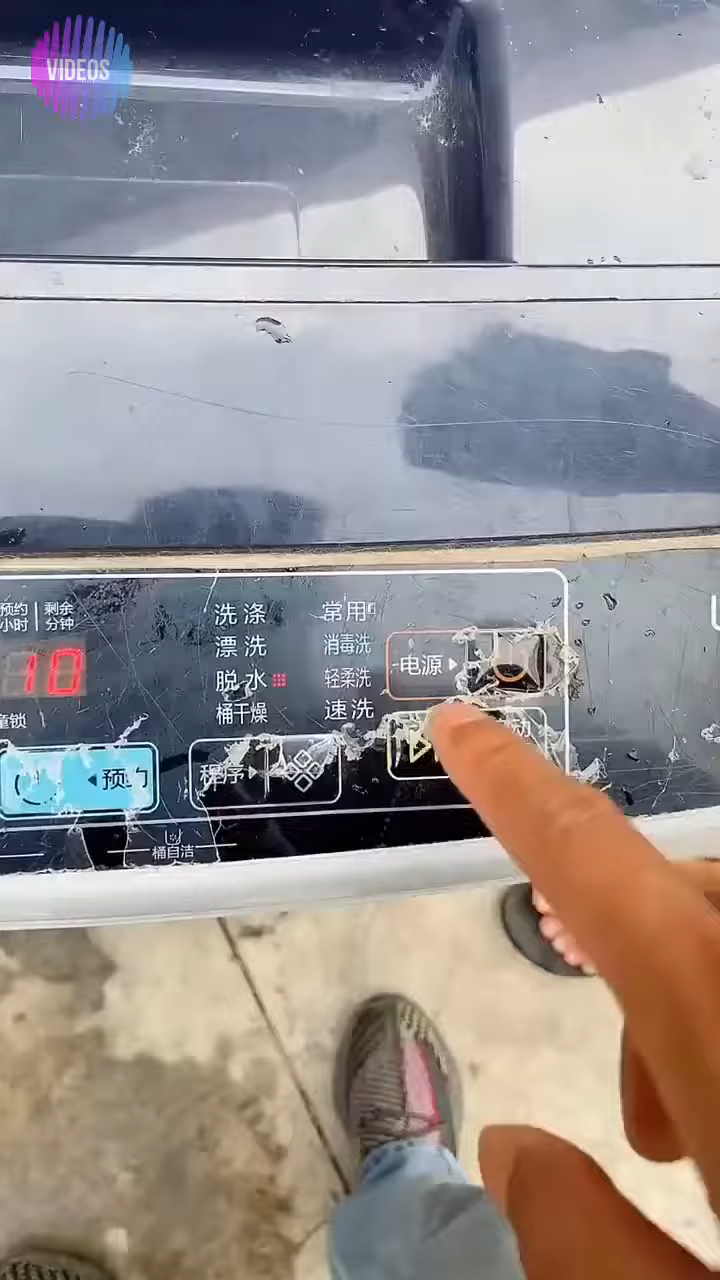 VIDEOS
预约 剩余
小时 分钟
10
童锁
洗涤
漂洗
脱水
桶干燥
常用
消毒洗
轻柔洗
速洗
电源
动
预约
程序
桶自洁